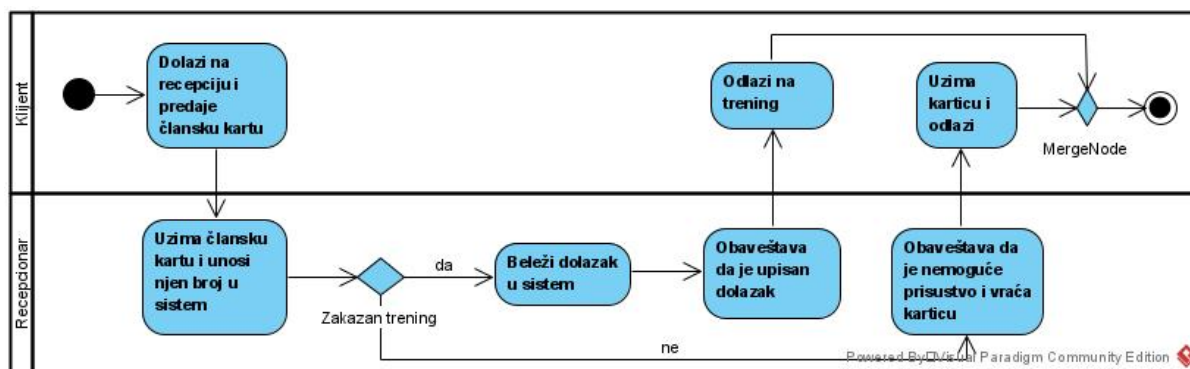 Klijent
Dolazi na
recepciju i
predaje
člansku kartu
Odlazi na
trening
Uzima
karticu i
odlazi
MergeNode
Recepcionar
Uzima člansku
kartu i unosi
njen broj u
sistem
Zakazan trening
da
ne
Beleži dolazak
u sistem
Obaveštava
da je upisan
dolazak
Obaveštava da
je nemoguće
prisustvo i vraća
karticu
Powered By Visual Paradigm Community Edition